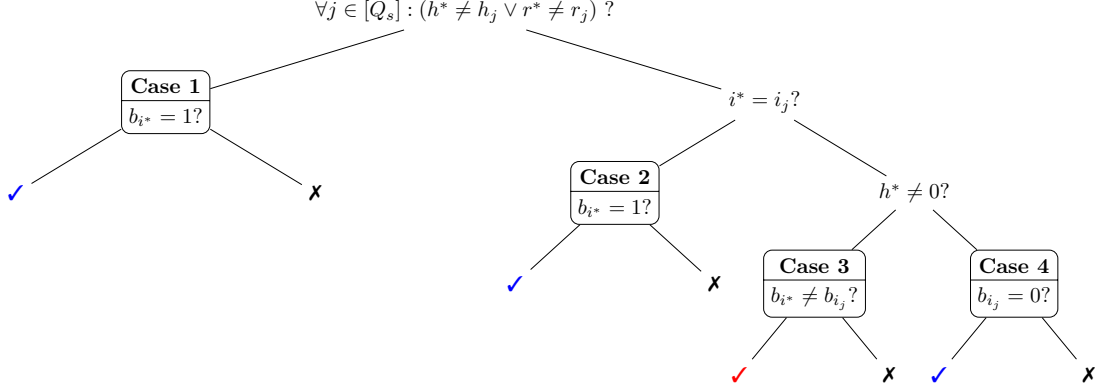 ∀j ∈ [Q_s] : (h* ≠ h_j ∨ r* ≠ r_j) ?
Case 1
b_{i*} = 1?
i* = i_j?
✓
✗
Case 2
b_{i*} = 1?
h* ≠ 0?
✓
✗
Case 3
b_{i*} ≠ b_{i_j}?
Case 4
b_{i_j} = 0?
✓
✗
✓
✗